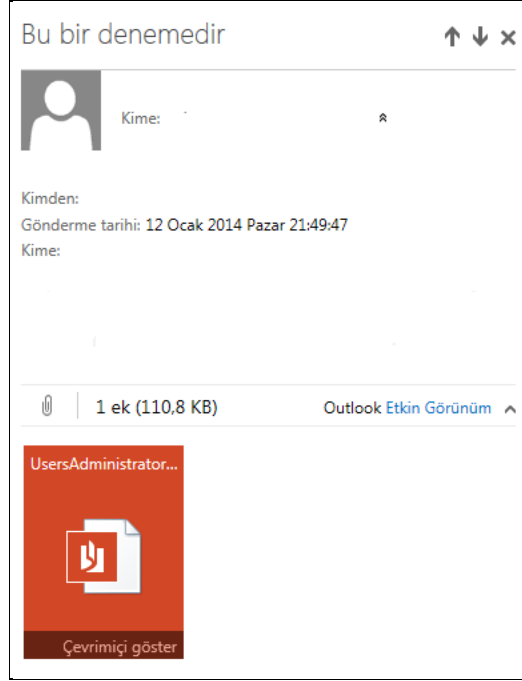 Bu bir denemedir
Kime:
Kimden:
Gönderme tarihi: 12 Ocak 2014 Pazar 21:49:47
Kime:
1 ek (110,8 KB) Outlook Etkin Görünüm
UsersAdministrator...
Çevrimiçi göster